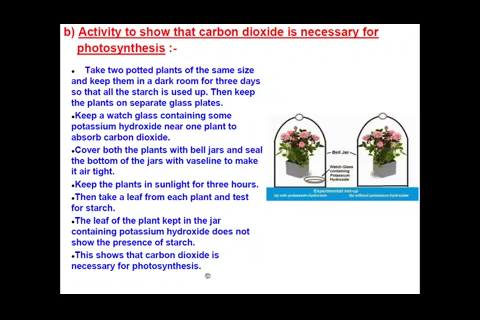 b) Activity to show that carbon dioxide is necessary for
photosynthesis :-
Take two potted plants of the same size
and keep them in a dark room for three days
so that all the starch is used up. Then keep
the plants on separate glass plates.
Keep a watch glass containing some
potassium hydroxide near one plant to
absorb carbon dioxide.
Cover both the plants with bell jars and seal
the bottom of the jars with vaseline to make
it air tight.
Keep the plants in sunlight for three hours.
Then take a leaf from each plant and test
for starch.
The leaf of the plant kept in the jar
containing potassium hydroxide does not
show the presence of starch.
This shows that carbon dioxide is
necessary for photosynthesis.
Bell Jar
Watch-Glass
containing
Potassium
Hydroxide
Experimental set-up
with potassium hydroxide
without potassium hydroxide